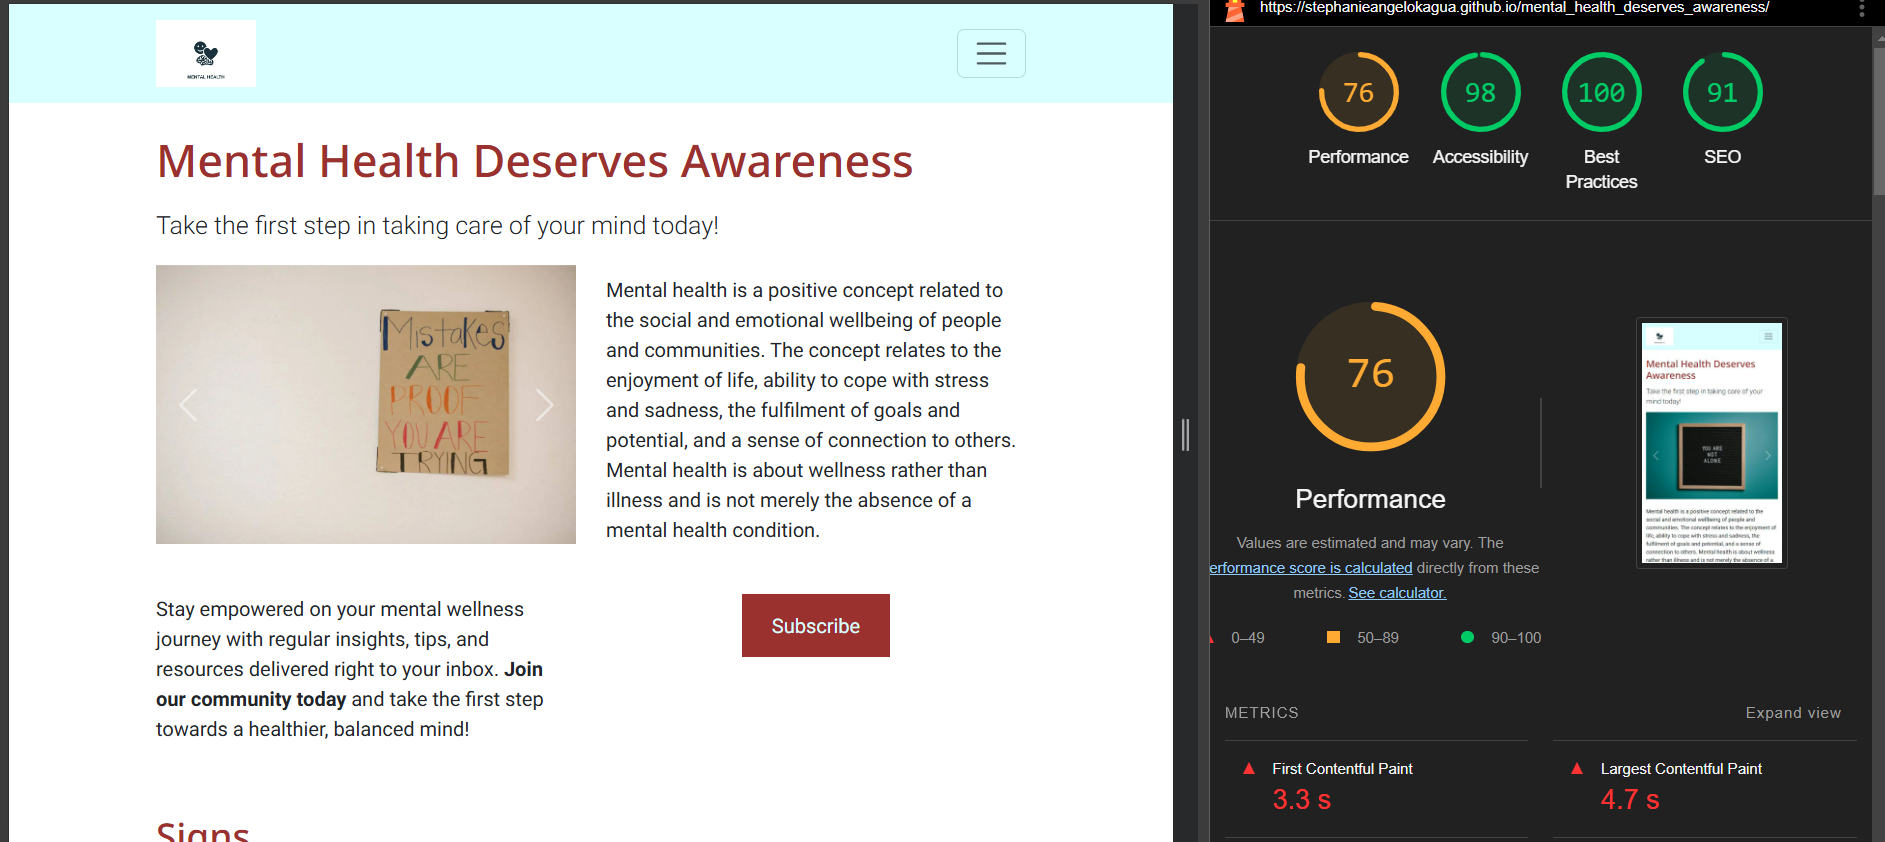 MENTAL HEALTH
Mental Health Deserves Awareness
Take the first step in taking care of your mind today!
MISTAKES
ARE
PROOF
YOU ARE
TRYING
Mental health is a positive concept related to
the social and emotional wellbeing of people
and communities. The concept relates to the
enjoyment of life, ability to cope with stress
and sadness, the fulfilment of goals and
potential, and a sense of connection to others.
Mental health is about wellness rather than
illness and is not merely the absence of a
mental health condition.
Stay empowered on your mental wellness
journey with regular insights, tips, and
resources delivered right to your inbox. Join
our community today and take the first step
towards a healthier, balanced mind!
Subscribe
Signs
https://stephanieangelokagua.github.io/mental_health_deserves_awareness/
76
98
100
91
Performance
Accessibility
Best
Practices
SEO
76
Performance
Values are estimated and may vary. The
erformance score is calculated directly from these
metrics. See calculator.
0–49
50–89
90–100
Mental Health Deserves
Awareness
Take the first step in taking care of your
mind today!
YOU ARE
NOT
ALONE
Mental health is a positive concept related to the
social and emotional wellbeing of people and
communities. The concept relates to the enjoyment of
life, ability to cope with stress and sadness, the
fulfilment of goals and potential, and a sense of
connection to others. Mental health is about wellness
rather than illness and is not merely the absence of a
METRICS
Expand view
First Contentful Paint
3.3 s
Largest Contentful Paint
4.7 s